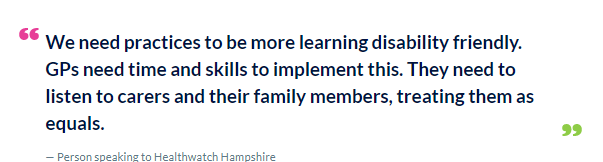 “ We need practices to be more learning disability friendly.
GPs need time and skills to implement this. They need to
listen to carers and their family members, treating them as
equals. ”
— Person speaking to Healthwatch Hampshire